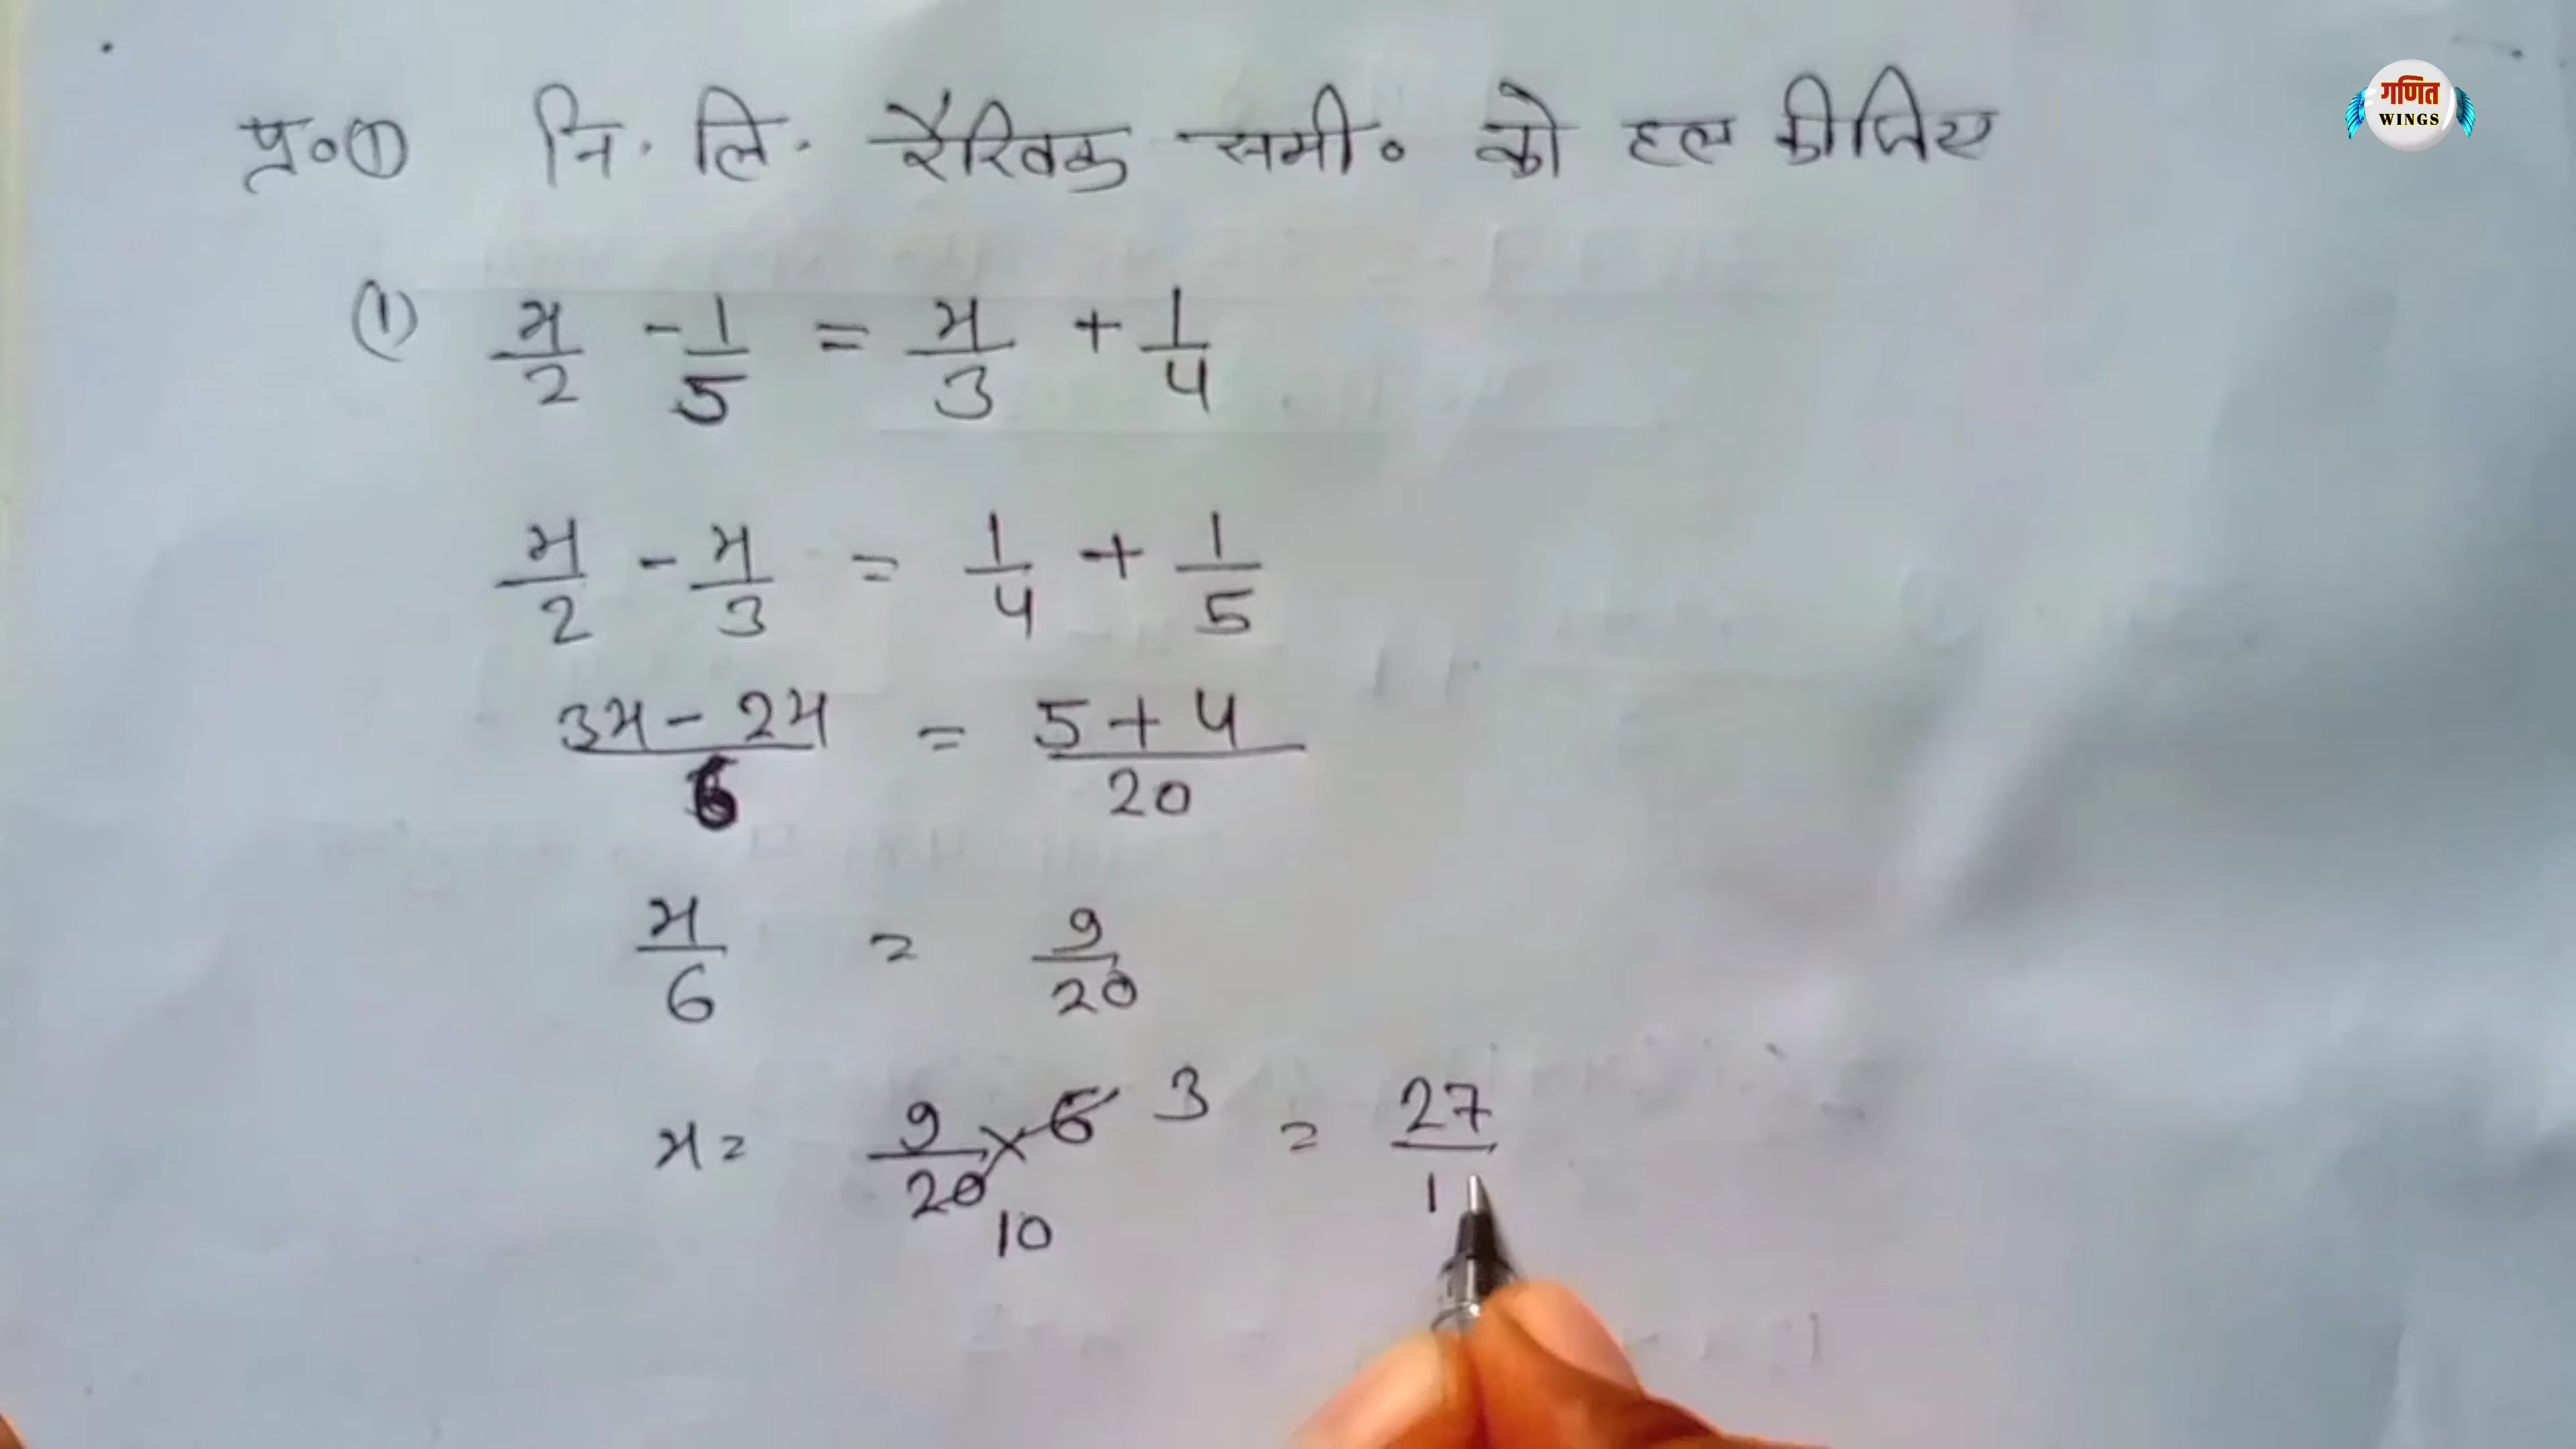 गणित
WINGS
प्र०① नि. लि. रैखिक समी० को हल कीजिए
(1) x/2 - 1/5 = x/3 + 1/4
x/2 - x/3 = 1/4 + 1/5
3x - 2x/6 = 5 + 4/20
x/6 = 9/20
x = 9/20 × 6 3 = 27/1
10